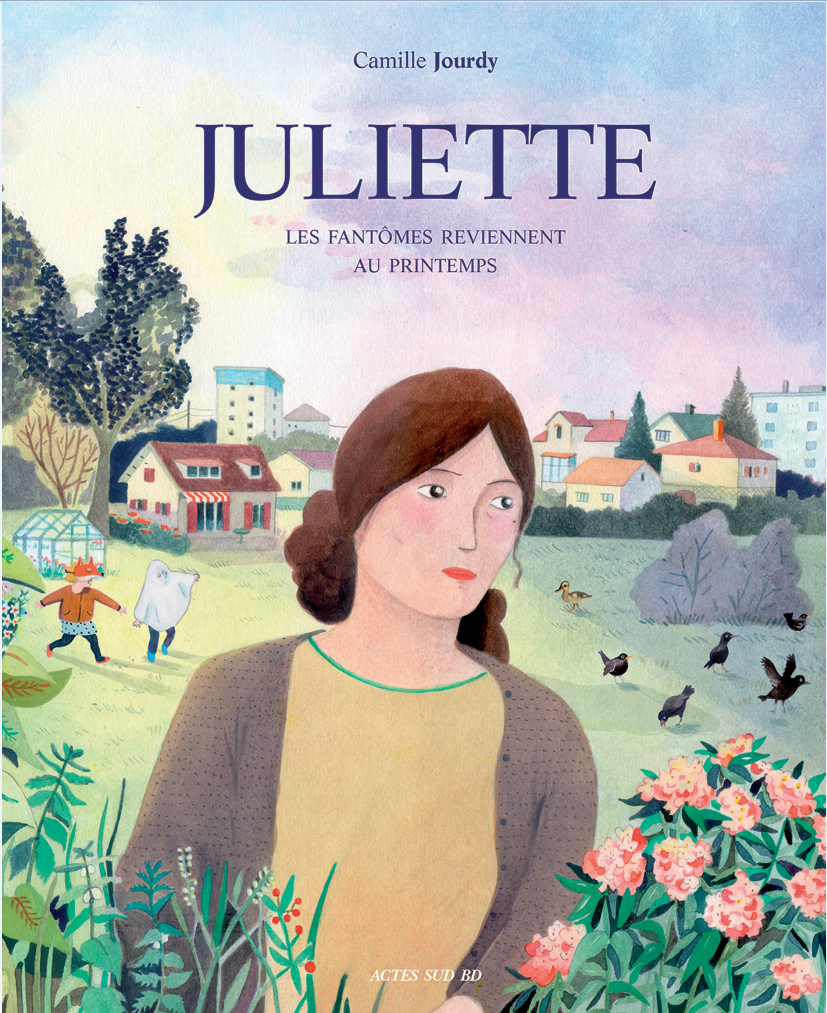 Camille Jourdy
JULIETTE
LES FANTÔMES REVIENNENT
AU PRINTEMPS
ACTES SUD BD